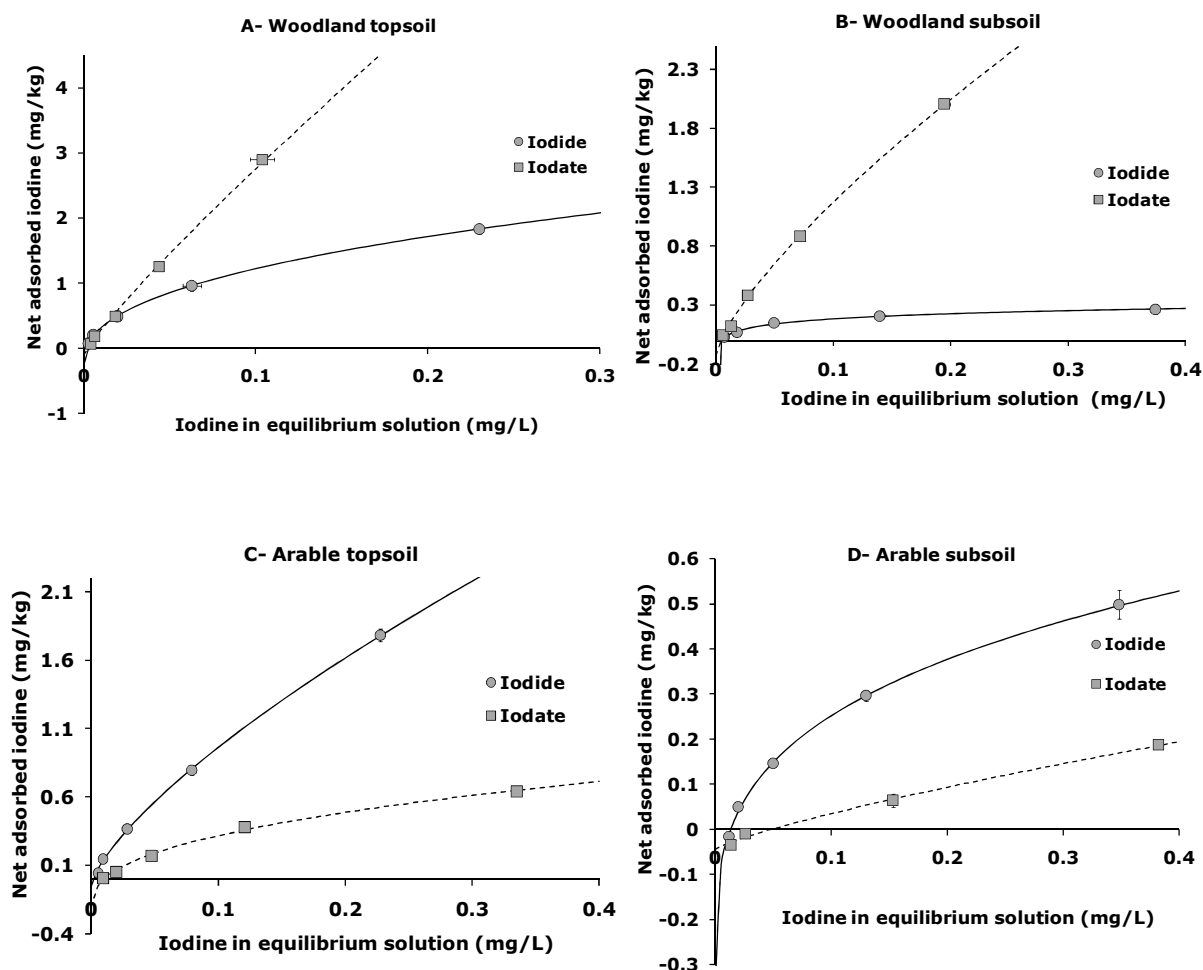 A- Woodland topsoil
Net adsorbed iodine (mg/kg)
4
3
2
1
0
-1
0
0.1
0.2
0.3
Iodide
Iodate
Iodine in equilibrium solution (mg/L)
B- Woodland subsoil
Net adsorbed iodine (mg/kg)
2.3
1.8
1.3
0.8
0.3
-0.2
0
0.1
0.2
0.3
0.4
Iodide
Iodate
Iodine in equilibrium solution (mg/L)
C- Arable topsoil
Net adsorbed iodine (mg/kg)
2.1
1.6
1.1
0.6
0.1
-0.4
0
0.1
0.2
0.3
0.4
Iodide
Iodate
Iodine in equilibrium solution (mg/L)
D- Arable subsoil
Net adsorbed iodine (mg/kg)
0.6
0.5
0.4
0.3
0.2
0.1
0
-0.1
-0.2
-0.3
0
0.1
0.2
0.3
0.4
Iodide
Iodate
Iodine in equilibrium solution (mg/L)